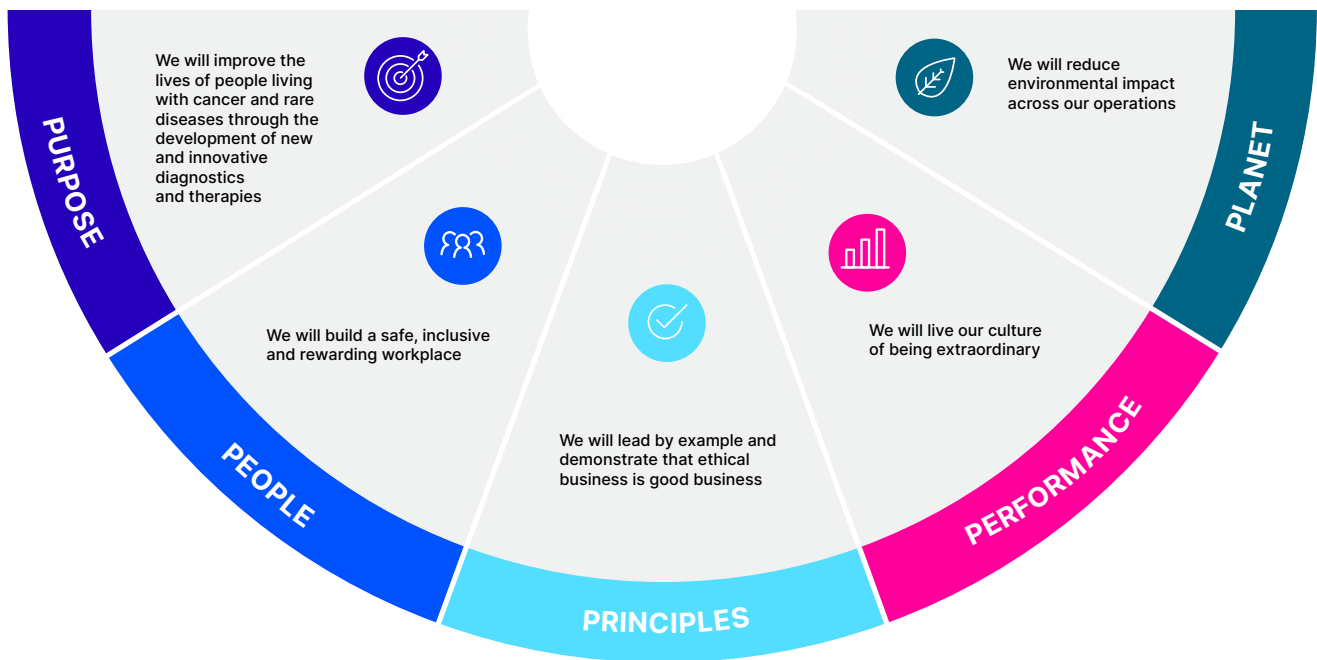 PURPOSE
We will improve the
lives of people living
with cancer and rare
diseases through the
development of new
and innovative
diagnostics
and therapies
PEOPLE
We will build a safe, inclusive
and rewarding workplace
PRINCIPLES
We will lead by example and
demonstrate that ethical
business is good business
PERFORMANCE
We will live our culture
of being extraordinary
PLANET
We will reduce
environmental impact
across our operations